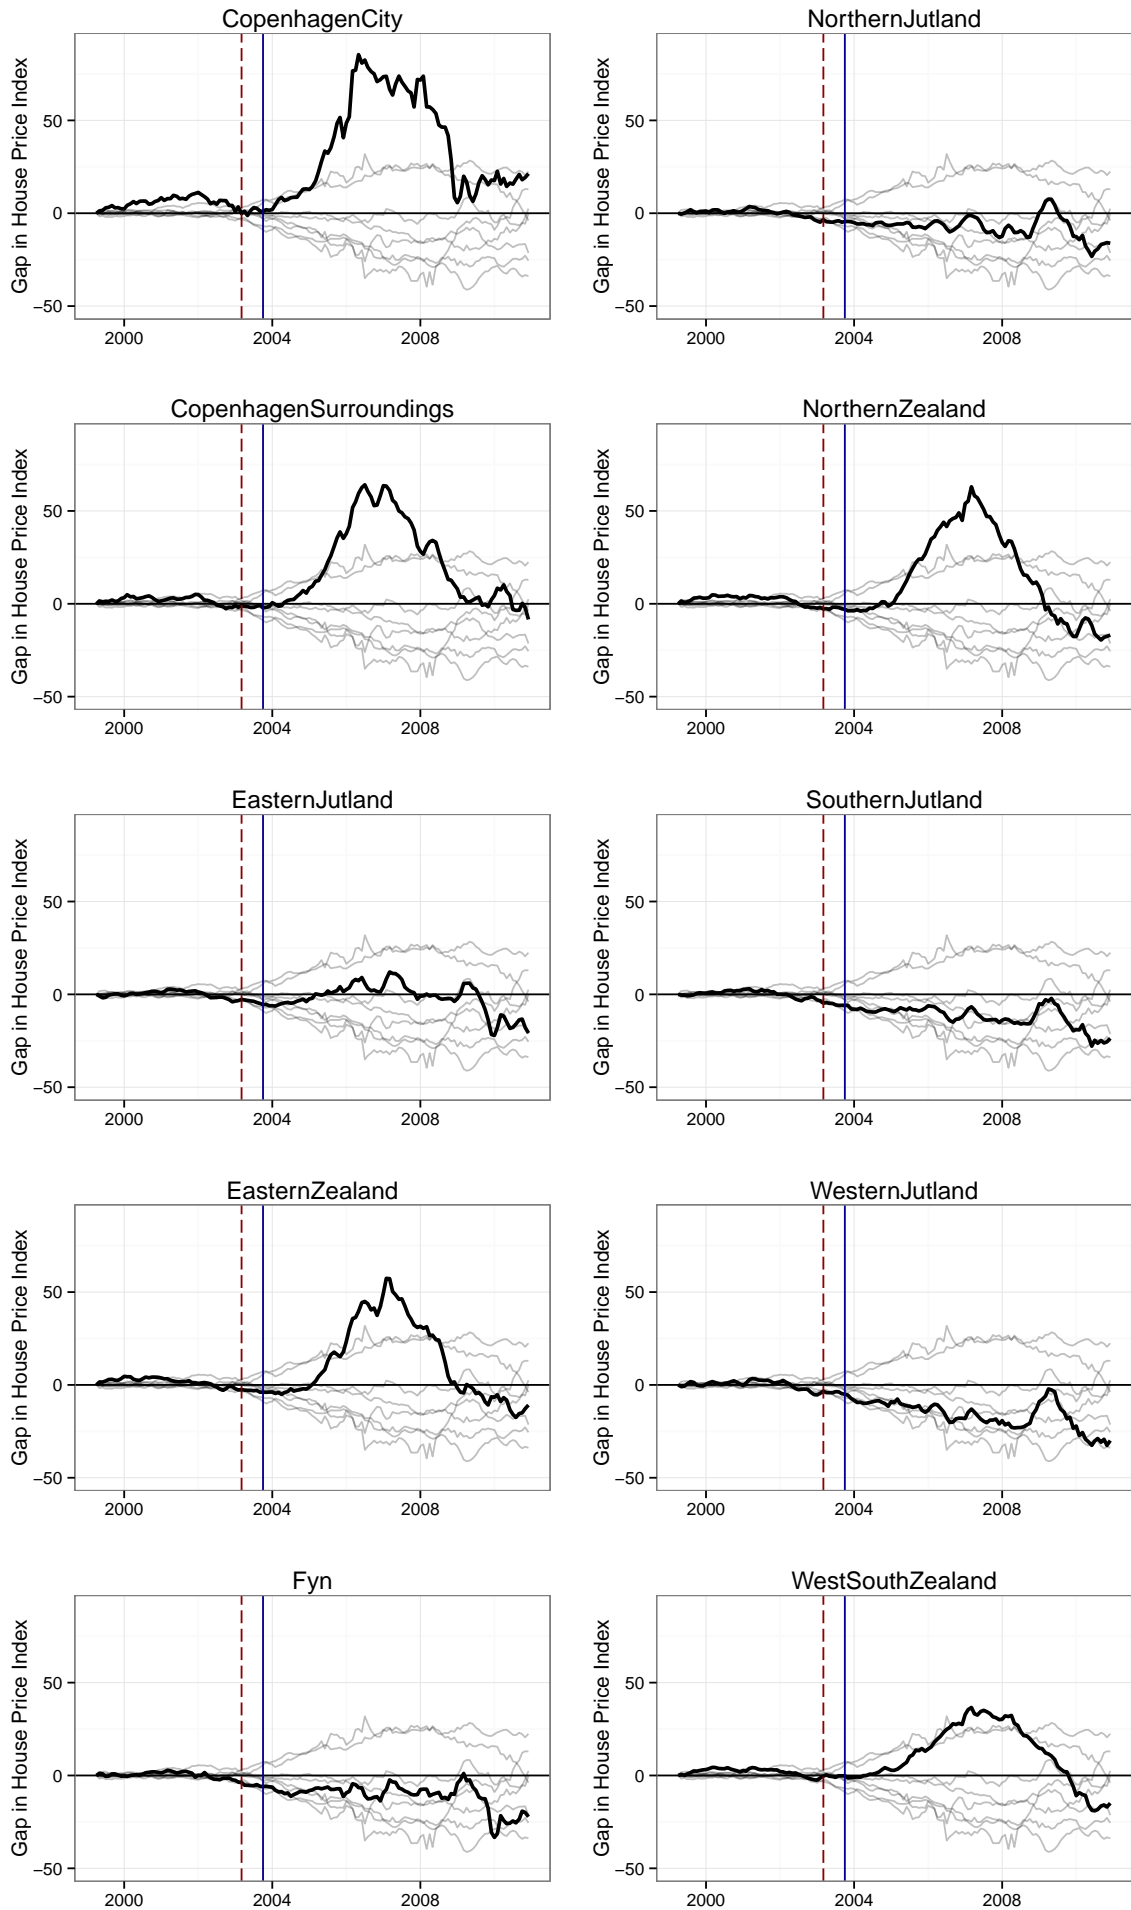 CopenhagenCity
Gap in House Price Index
50
0
−50
2000 2004 2008
NorthernJutland
Gap in House Price Index
50
0
−50
2000 2004 2008
CopenhagenSurroundings
Gap in House Price Index
50
0
−50
2000 2004 2008
NorthernZealand
Gap in House Price Index
50
0
−50
2000 2004 2008
EasternJutland
Gap in House Price Index
50
0
−50
2000 2004 2008
SouthernJutland
Gap in House Price Index
50
0
−50
2000 2004 2008
EasternZealand
Gap in House Price Index
50
0
−50
2000 2004 2008
WesternJutland
Gap in House Price Index
50
0
−50
2000 2004 2008
Fyn
Gap in House Price Index
50
0
−50
2000 2004 2008
WestSouthZealand
Gap in House Price Index
50
0
−50
2000 2004 2008